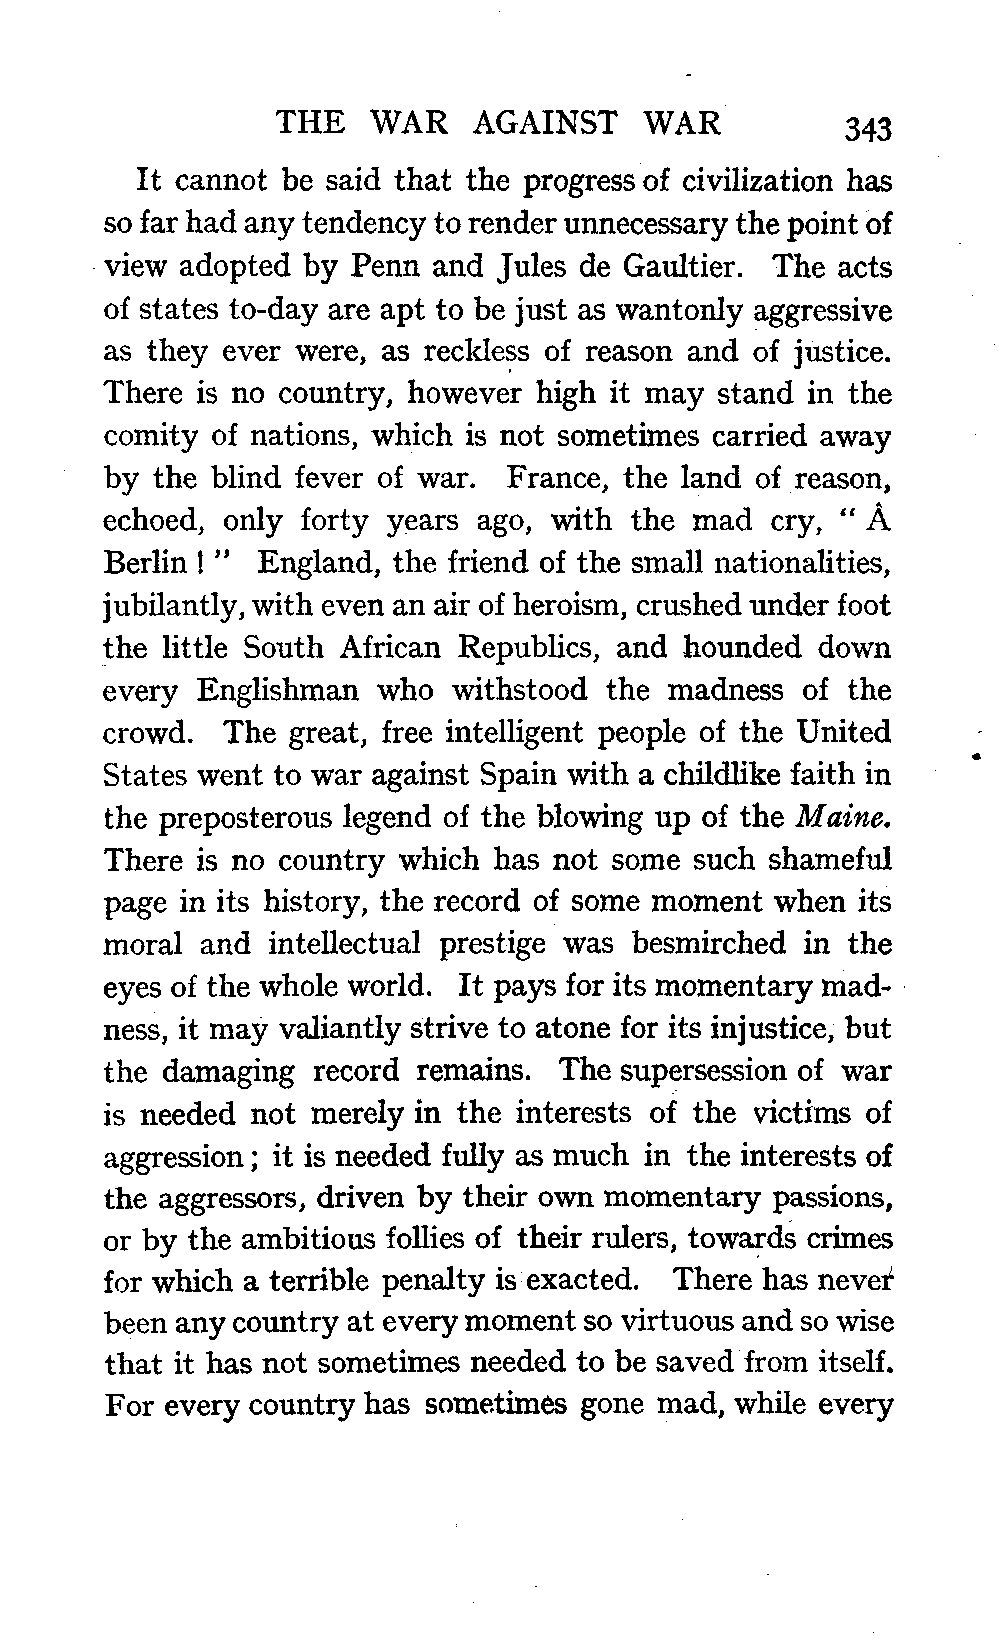 THE WAR AGAINST WAR 343
It cannot be said that the progress of civilization has
so far had any tendency to render unnecessary the point of
view adopted by Penn and Jules de Gaultier. The acts
of states to-day are apt to be just as wantonly aggressive
as they ever were, as reckless of reason and of justice.
There is no country, however high it may stand in the
comity of nations, which is not sometimes carried away
by the blind fever of war. France, the land of reason,
echoed, only forty years ago, with the mad cry, “ Â
Berlin ! ” England, the friend of the small nationalities,
jubilantly, with even an air of heroism, crushed under foot
the little South African Republics, and hounded down
every Englishman who withstood the madness of the
crowd. The great, free intelligent people of the United
States went to war against Spain with a childlike faith in
the preposterous legend of the blowing up of the Maine.
There is no country which has not some such shameful
page in its history, the record of some moment when its
moral and intellectual prestige was besmirched in the
eyes of the whole world. It pays for its momentary mad-
ness, it may valiantly strive to atone for its injustice, but
the damaging record remains. The supersession of war
is needed not merely in the interests of the victims of
aggression ; it is needed fully as much in the interests of
the aggressors, driven by their own momentary passions,
or by the ambitious follies of their rulers, towards crimes
for which a terrible penalty is exacted. There has never
been any country at every moment so virtuous and so wise
that it has not sometimes needed to be saved from itself.
For every country has sometimes gone mad, while every